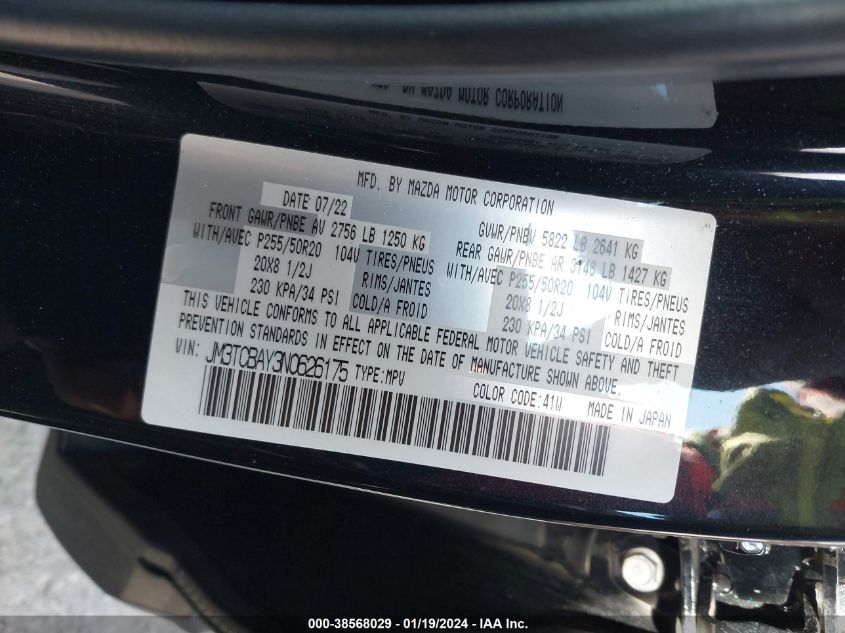 MFD. BY MAZDA MOTOR CORPORATION
DATE 07/22
GVWR/PNBV 5822 LB 2641 KG
FRONT GAWR/PNBE AV 2756 LB 1250 KG
REAR GAWR/PNBE AR 3146 LB 1427 KG
WITH/AVEC P255/50R20 104V TIRES/PNEUS
WITH/AVEC P255/50R20 104V TIRES/PNEUS
20X8 1/2J RIMS/JANTES
20X8 1/2J RIMS/JANTES
230 KPA/34 PSI COLD/A FROID
230 KPA/34 PSI COLD/A FROID
THIS VEHICLE CONFORMS TO ALL APPLICABLE FEDERAL MOTOR VEHICLE SAFETY AND THEFT
PREVENTION STANDARDS IN EFFECT ON THE DATE OF MANUFACTURE SHOWN ABOVE.
VIN: JM3TCBAY3N0626175 TYPE:MPV
COLOR CODE:41W MADE IN JAPAN
000-38568029 - 01/19/2024 - IAA Inc.